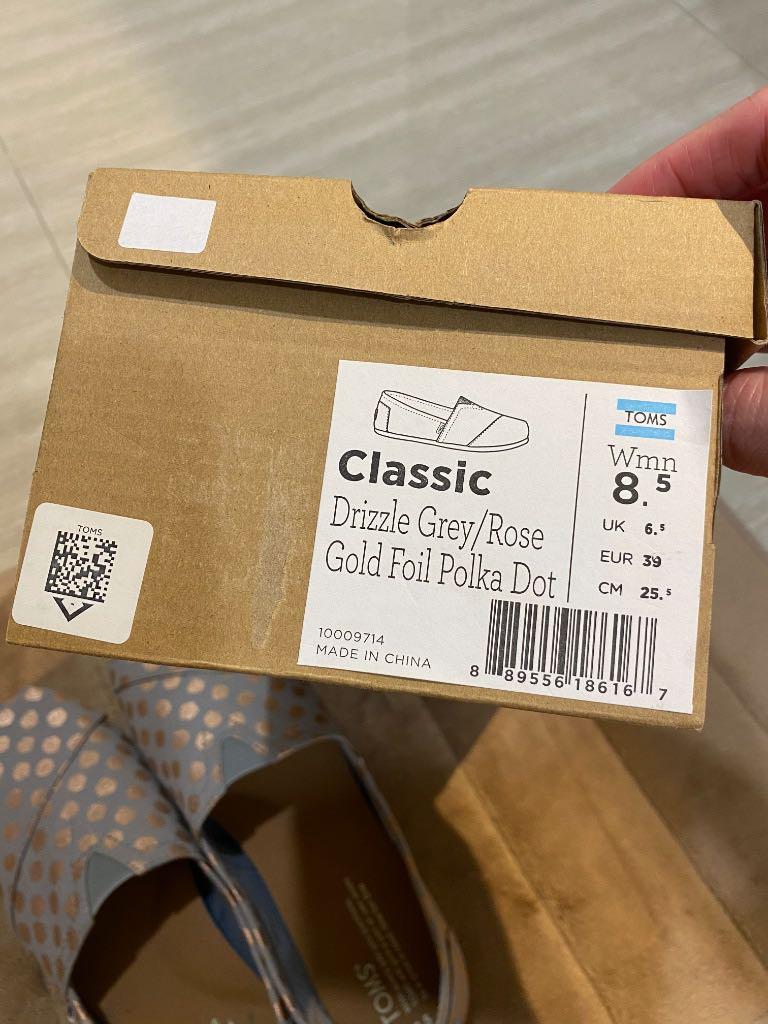 TOMS
Classic
Drizzle Grey/Rose
Gold Foil Polka Dot
10009714
MADE IN CHINA
TOMS
Wmn
8.5
UK 6.5
EUR 39
CM 25.5
8 89556 18616 7
TOMS